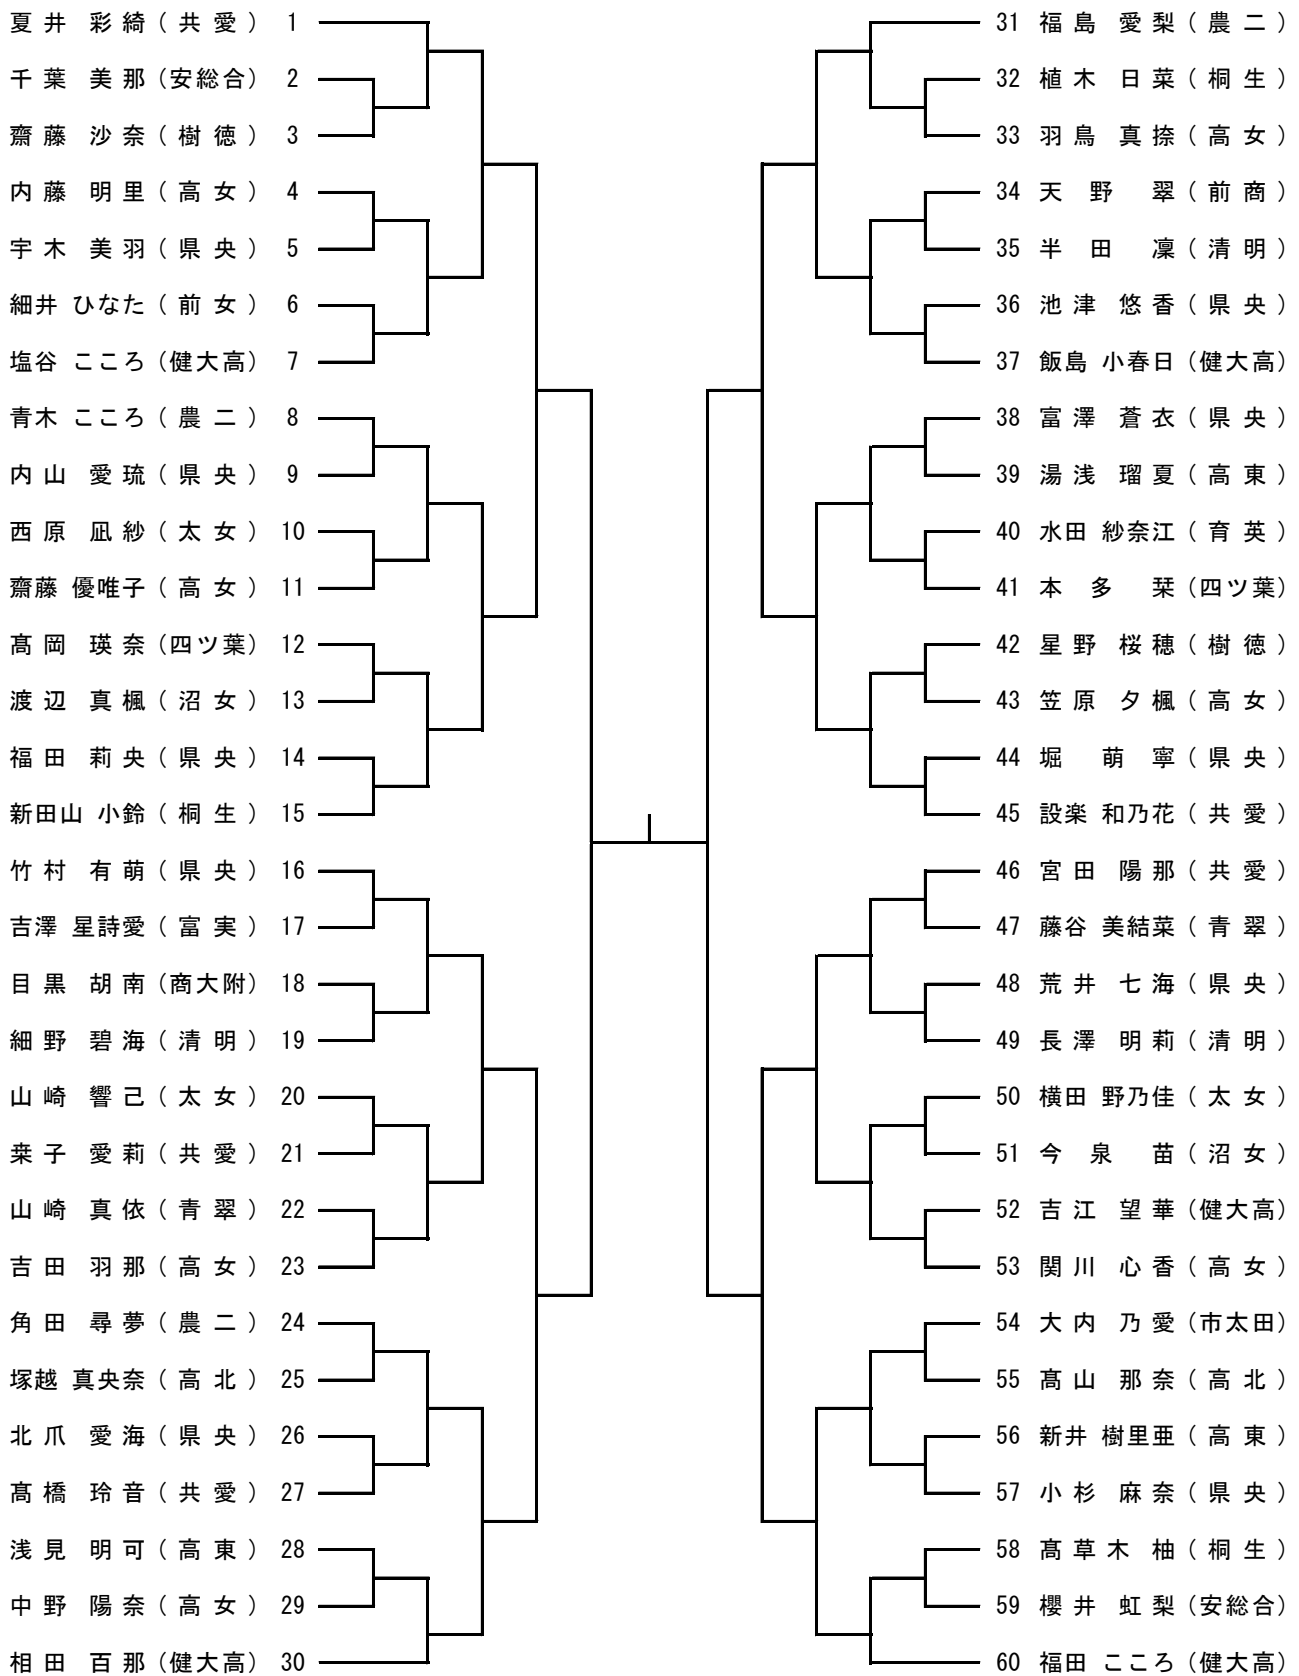 夏井 彩綺 (共愛) 1
千葉 美那 (安総合) 2
齋藤 沙奈 (樹徳) 3
内藤 明里 (高女) 4
宇木 美羽 (県央) 5
細井 ひなた (前女) 6
塩谷 こころ (健大高) 7
青木 こころ (農二) 8
内山 愛琉 (県央) 9
西原 凪紗 (太女) 10
齋藤 優唯子 (高女) 11
髙岡 瑛奈 (四ツ葉) 12
渡辺 真楓 (沼女) 13
福田 莉央 (県央) 14
新田山 小鈴 (桐生) 15
竹村 有萌 (県央) 16
吉澤 星詩愛 (富実) 17
目黒 胡南 (商大附) 18
細野 碧海 (清明) 19
山崎 響己 (太女) 20
桒子 愛莉 (共愛) 21
山崎 真依 (青翠) 22
吉田 羽那 (高女) 23
角田 尋夢 (農二) 24
塚越 真央奈 (高北) 25
北爪 愛海 (県央) 26
髙橋 玲音 (共愛) 27
浅見 明可 (高東) 28
中野 陽奈 (高女) 29
相田 百那 (健大高) 30
31 福島 愛梨 (農二)
32 植木 日菜 (桐生)
33 羽鳥 真捺 (高女)
34 天野 翠 (前商)
35 半田 凜 (清明)
36 池津 悠香 (県央)
37 飯島 小春日 (健大高)
38 富澤 蒼衣 (県央)
39 湯浅 瑠夏 (高東)
40 水田 紗奈江 (育英)
41 本多 栞 (四ツ葉)
42 星野 桜穂 (樹徳)
43 笠原 夕楓 (高女)
44 堀 萌寧 (県央)
45 設楽 和乃花 (共愛)
46 宮田 陽那 (共愛)
47 藤谷 美結菜 (青翠)
48 荒井 七海 (県央)
49 長澤 明莉 (清明)
50 横田 野乃佳 (太女)
51 今泉 苗 (沼女)
52 吉江 望華 (健大高)
53 関川 心香 (高女)
54 大内 乃愛 (市太田)
55 髙山 那奈 (高北)
56 新井 樹里亜 (高東)
57 小杉 麻奈 (県央)
58 髙草木 柚 (桐生)
59 櫻井 虹梨 (安総合)
60 福田 こころ (健大高)